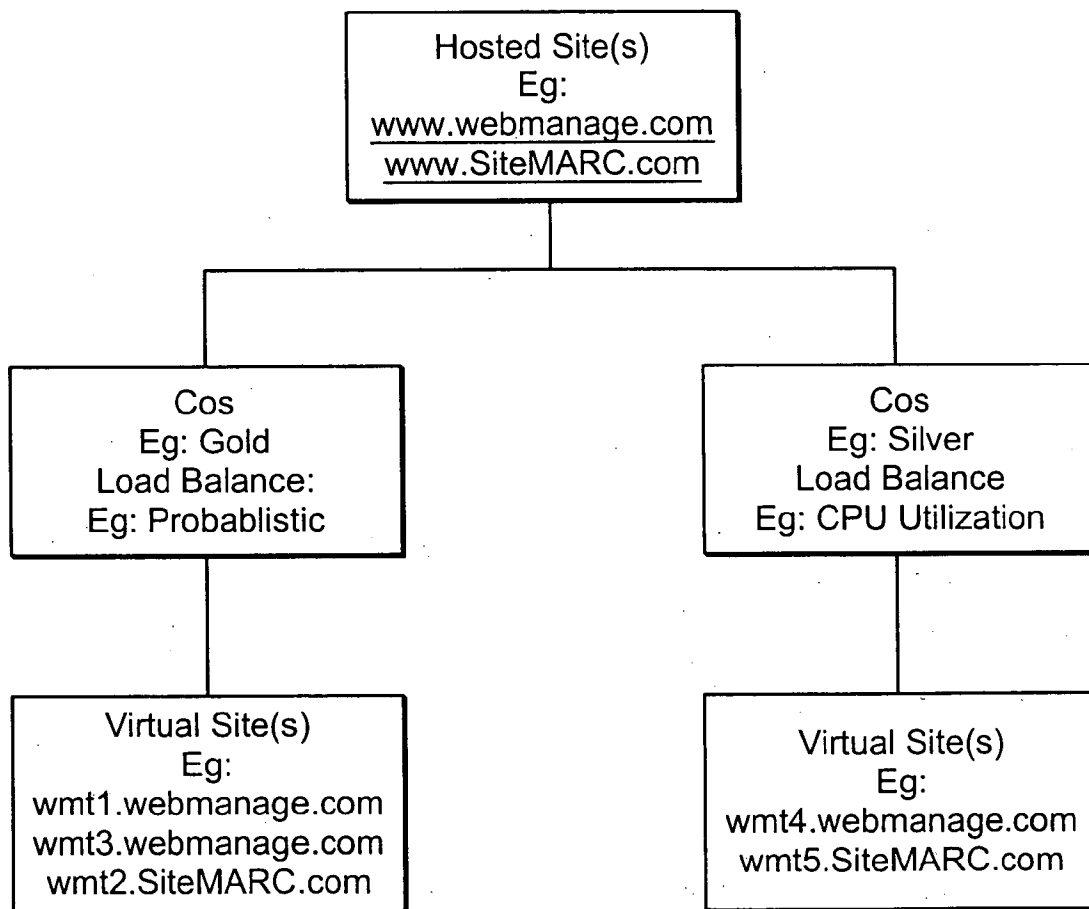 Hosted Site(s)
Eg:
www.webmanage.com
www.SiteMARC.com
Cos
Eg: Gold
Load Balance:
Eg: Probablistic
Cos
Eg: Silver
Load Balance
Eg: CPU Utilization
Virtual Site(s)
Eg:
wmt1.webmanage.com
wmt3.webmanage.com
wmt2.SiteMARC.com
Virtual Site(s)
Eg:
wmt4.webmanage.com
wmt5.SiteMARC.com